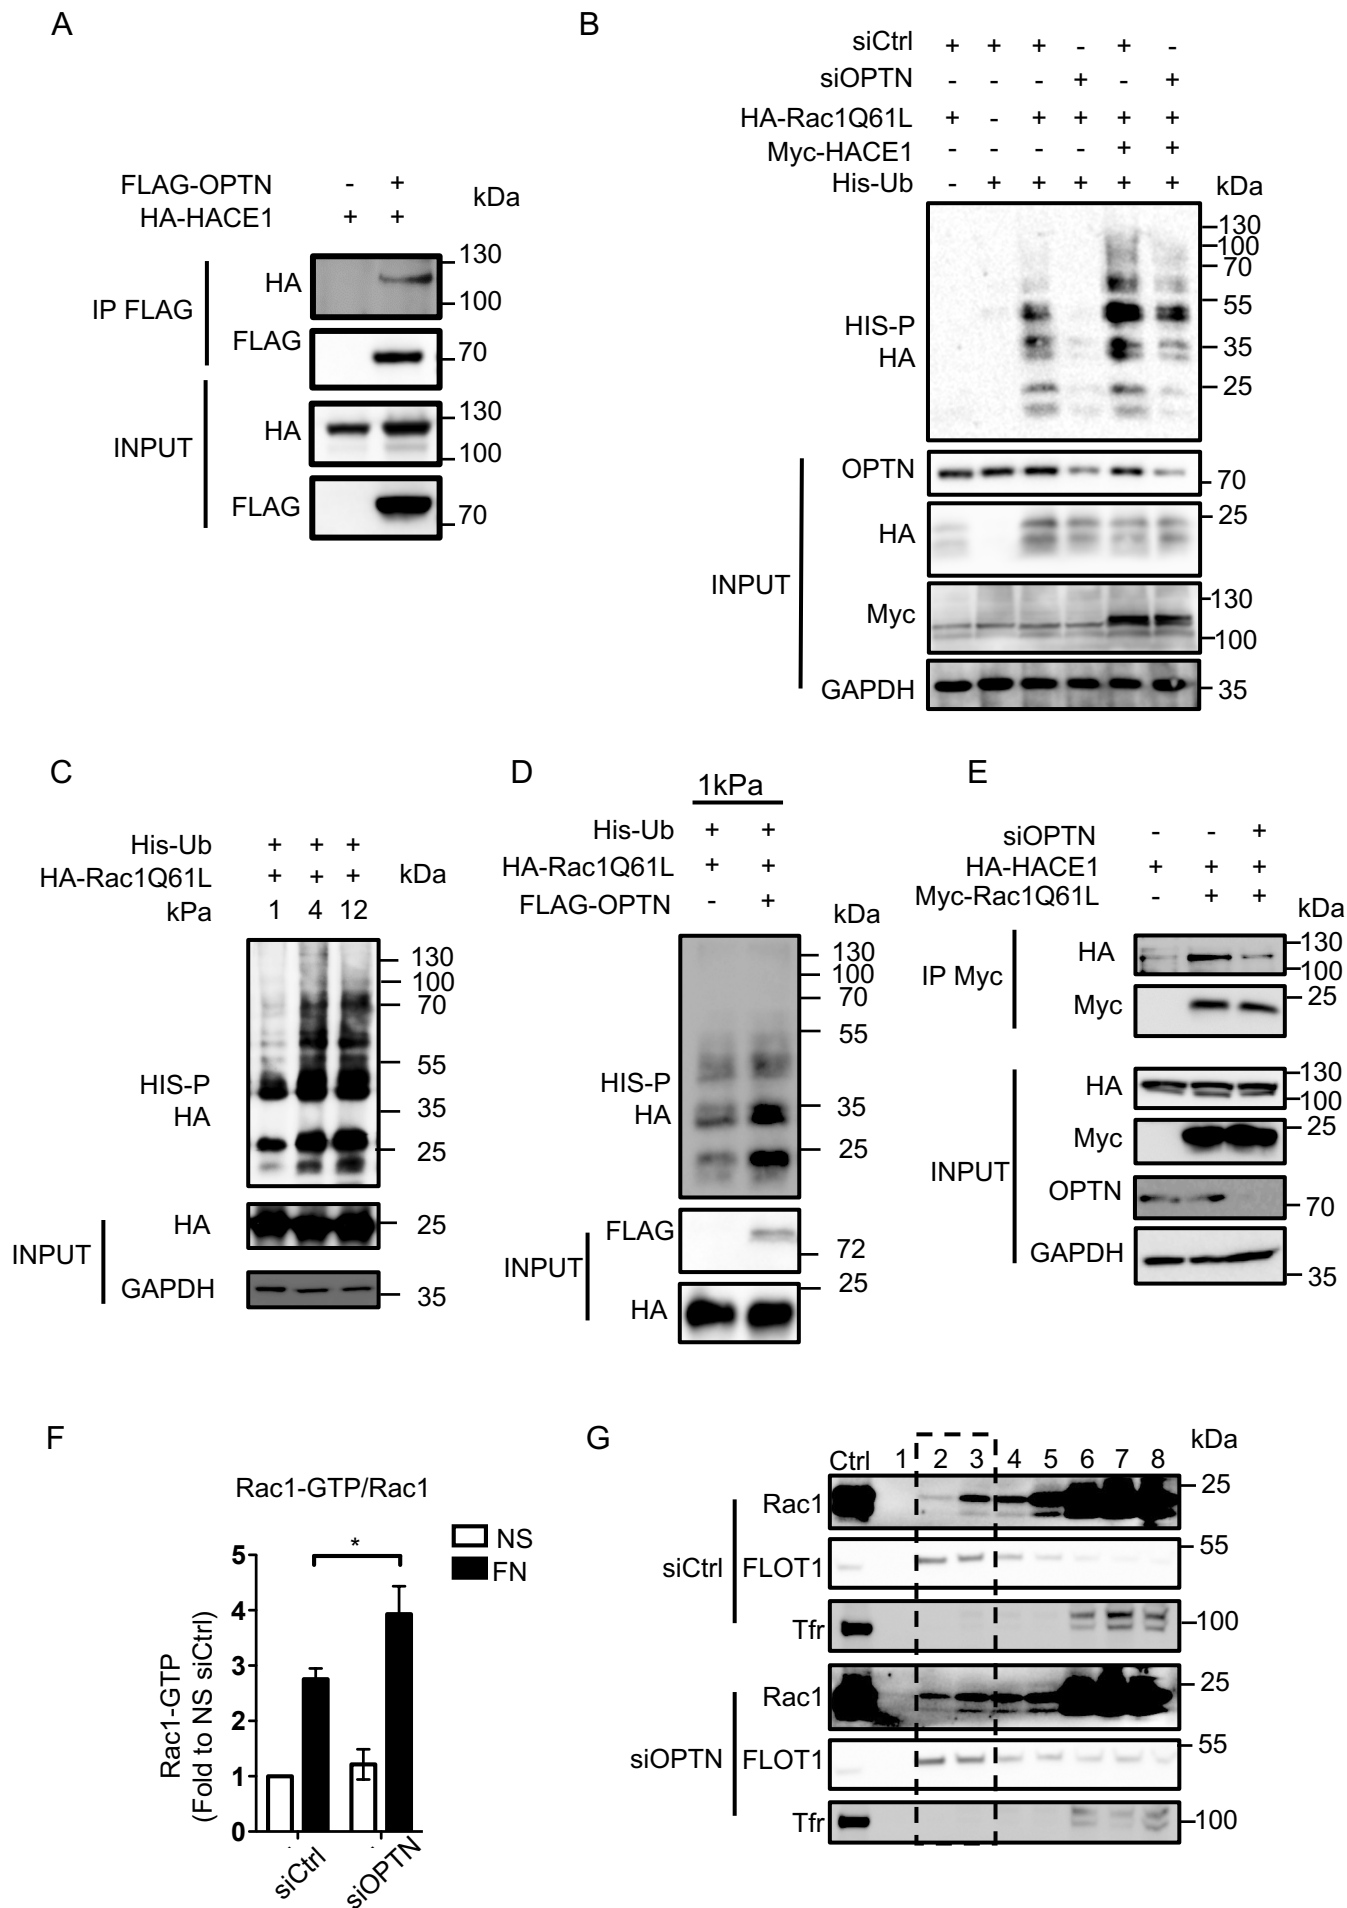 A
FLAG-OPTN - +
HA-HACE1 + +
kDa
IP FLAG
HA
130
100
FLAG
70
INPUT
HA
130
100
FLAG
70
B
siCtrl + + + - + -
siOPTN - - - + - +
HA-Rac1Q61L + - + + + +
Myc-HACE1 - - - - + +
His-Ub - + + + + +
kDa
HIS-P
HA
130
100
70
55
35
25
INPUT
OPTN
70
HA
25
Myc
130
100
GAPDH
35
C
His-Ub + + +
HA-Rac1Q61L + + +
kPa 1 4 12
kDa
HIS-P
HA
130
100
70
55
35
25
INPUT
HA
25
GAPDH
35
D
1kPa
His-Ub + +
HA-Rac1Q61L + +
FLAG-OPTN - +
kDa
HIS-P
HA
130
100
70
55
35
25
INPUT
FLAG
72
HA
25
E
siOPTN - - +
HA-HACE1 + + +
Myc-Rac1Q61L - + +
kDa
IP Myc
HA
130
100
Myc
25
INPUT
HA
130
100
Myc
25
OPTN
70
GAPDH
35
F
Rac1-GTP/Rac1
NS
FN
*
Rac1-GTP
(Fold to NS siCtrl)
5
4
3
2
1
0
siCtrl
siOPTN
G
Ctrl 1 2 3 4 5 6 7 8
kDa
siCtrl
Rac1
25
FLOT1
55
Tfr
100
siOPTN
Rac1
25
FLOT1
55
Tfr
100